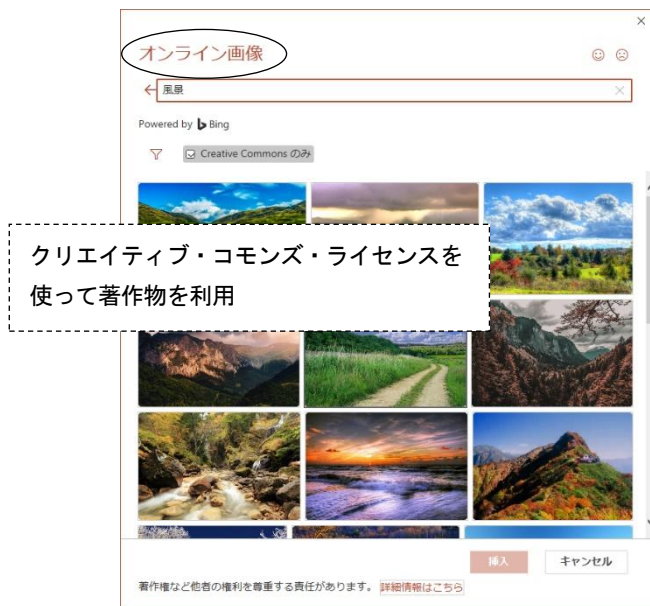 オンライン画像
風景
Powered by Bing
Creative Commons のみ
クリエイティブ・コモンズ・ライセンスを
使って著作物を利用
挿入 キャンセル
著作権など他者の権利を尊重する責任があります。 詳細情報はこちら